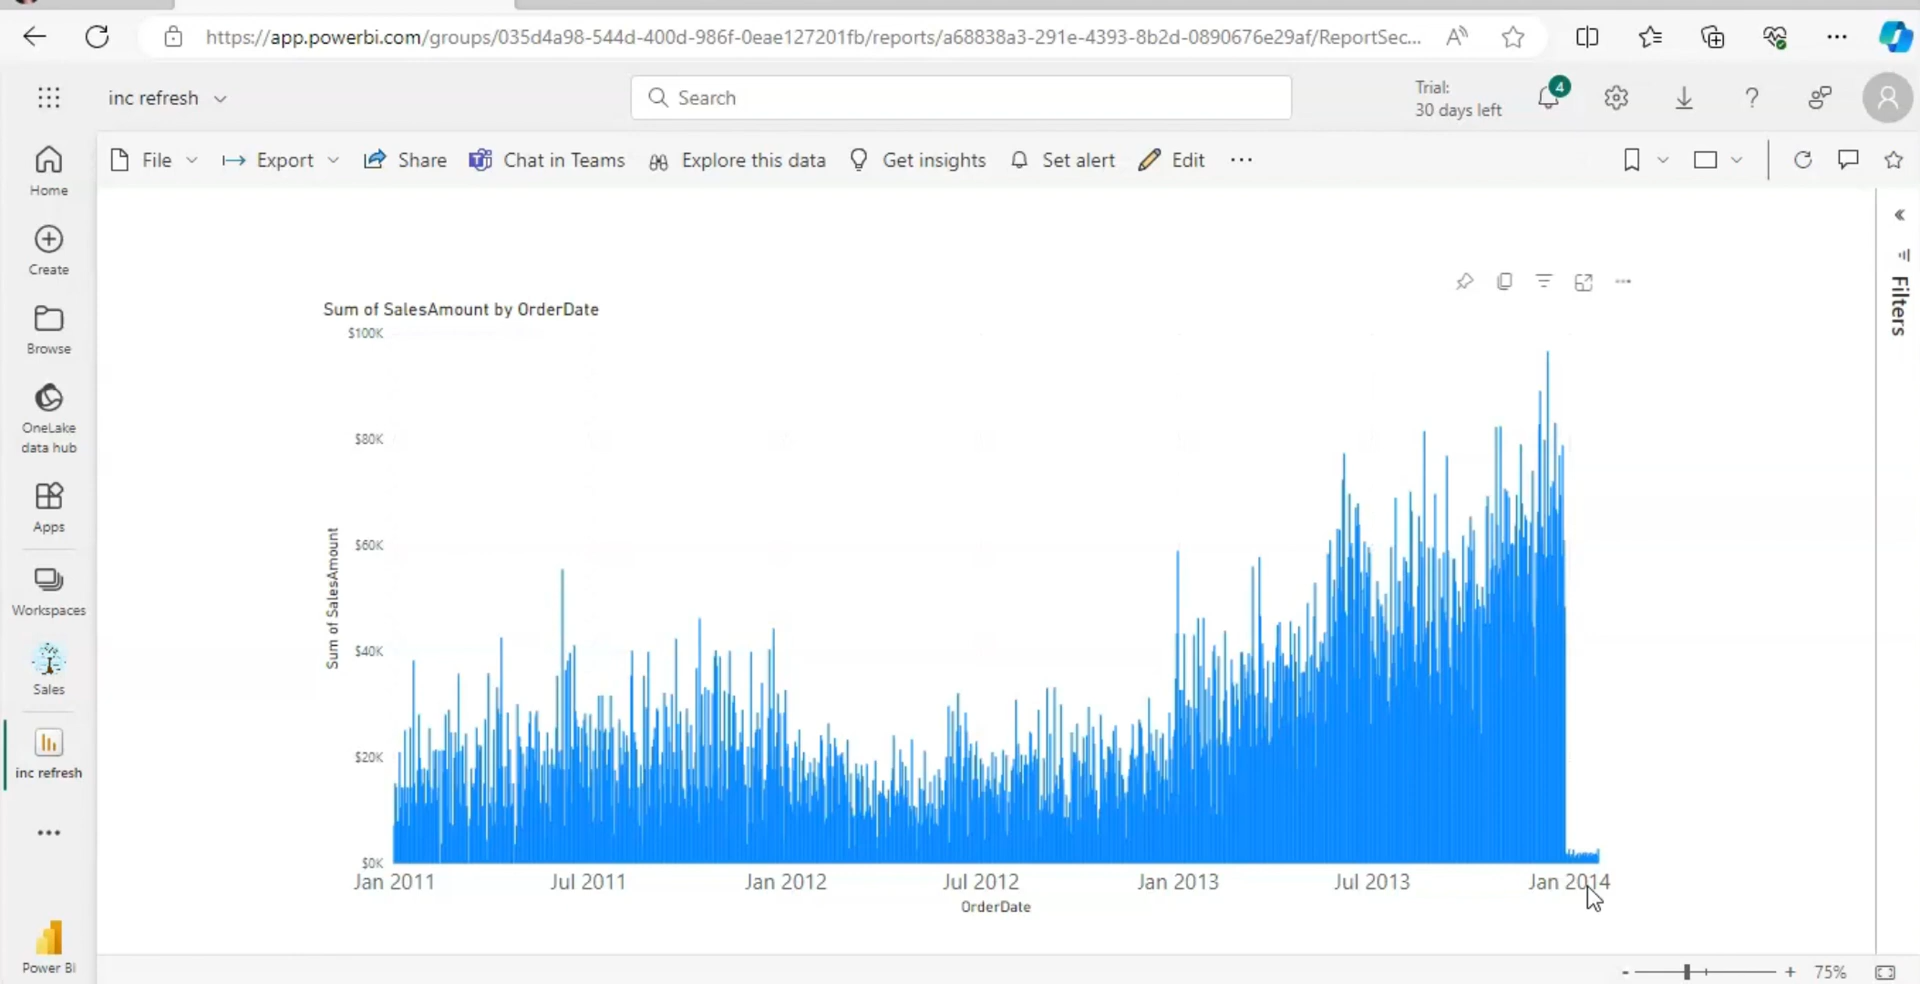 https://app.powerbi.com/groups/035d4a98-544d-400d-986f-0eae127201fb/reports/a68838a3-291e-4393-8b2d-0890676e29af/ReportSec...
inc refresh
Search
Trial:
30 days left
4
File
Export
Share
Chat in Teams
Explore this data
Get insights
Set alert
Edit
Home
Create
Browse
OneLake
data hub
Apps
Workspaces
Sales
inc refresh
Power BI
Filters
Sum of SalesAmount by OrderDate
Sum of SalesAmount
$100K
$80K
$60K
$40K
$20K
$0K
Jan 2011
Jul 2011
Jan 2012
Jul 2012
Jan 2013
Jul 2013
Jan 2014
OrderDate
- + 75%